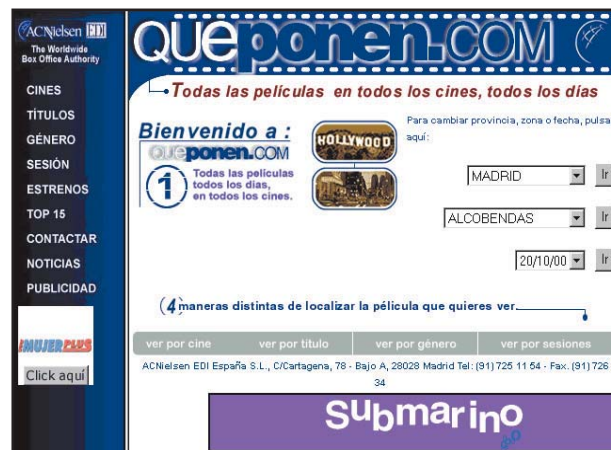 ACNielsen EDI
The Worldwide
Box Office Authority
CINES
TÍTULOS
GÉNERO
SESIÓN
ESTRENOS
TOP 15
CONTACTAR
NOTICIAS
PUBLICIDAD
¡MUJER PLUS
Click aquí
QUEponen.COM
Todas las películas en todos los cines, todos los días
Bienvenido a :
QUEponen.COM
1 Todas las películas
todos los días,
en todos los cines.
HOLLYWOOD
Para cambiar provincia, zona o fecha, pulsa
aquí:
MADRID Ir
ALCOBENDAS Ir
20/10/00 Ir
(4) maneras distintas de localizar la pélicula que quieres ver
ver por cine ver por título ver por género ver por sesiones
ACNielsen EDI España S.L., C/Cartagena, 78 - Bajo A, 28028 Madrid Tel: (91) 725 11 54 - Fax. (91) 726
34
Submarino